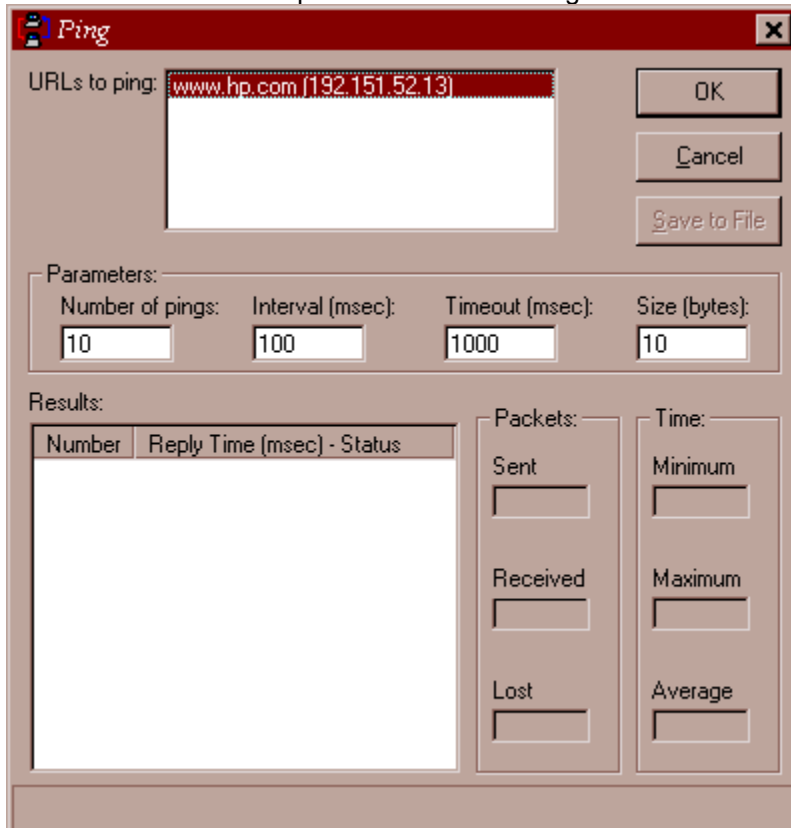 Ping
URLs to ping: www.hp.com (192.151.52.13)
OK
Cancel
Save to File
Parameters:
Number of pings: Interval (msec): Timeout (msec): Size (bytes):
10 100 1000 10
Results:
Number Reply Time (msec) - Status
Packets:
Sent
Received
Lost
Time:
Minimum
Maximum
Average